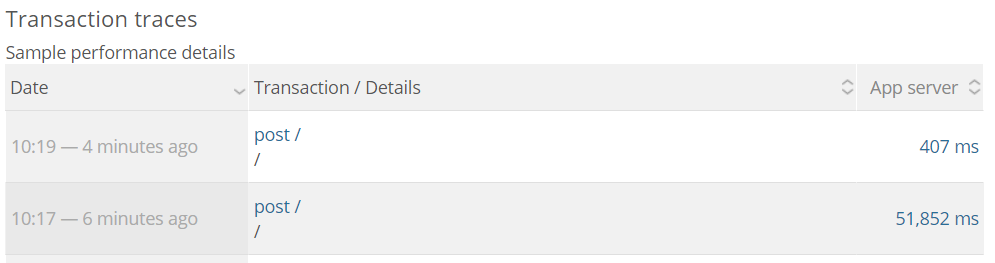 Transaction traces
Sample performance details
Date Transaction / Details App server
10:19 — 4 minutes ago post / 407 ms
/
10:17 — 6 minutes ago post / 51,852 ms
/